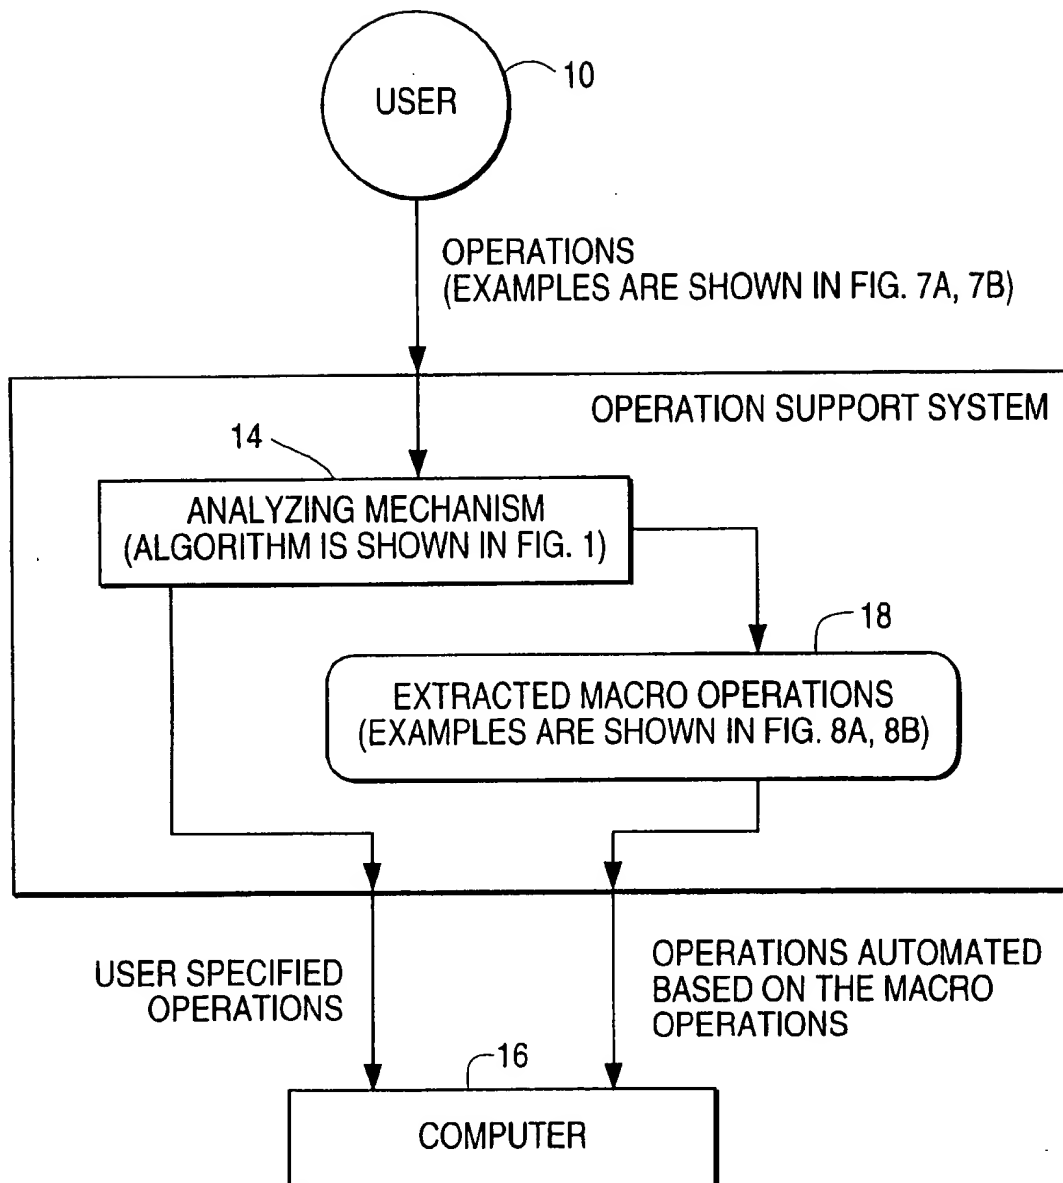 10
USER
OPERATIONS
(EXAMPLES ARE SHOWN IN FIG. 7A, 7B)
OPERATION SUPPORT SYSTEM
14
ANALYZING MECHANISM
(ALGORITHM IS SHOWN IN FIG. 1)
18
EXTRACTED MACRO OPERATIONS
(EXAMPLES ARE SHOWN IN FIG. 8A, 8B)
USER SPECIFIED
OPERATIONS
OPERATIONS AUTOMATED
BASED ON THE MACRO
OPERATIONS
16
COMPUTER